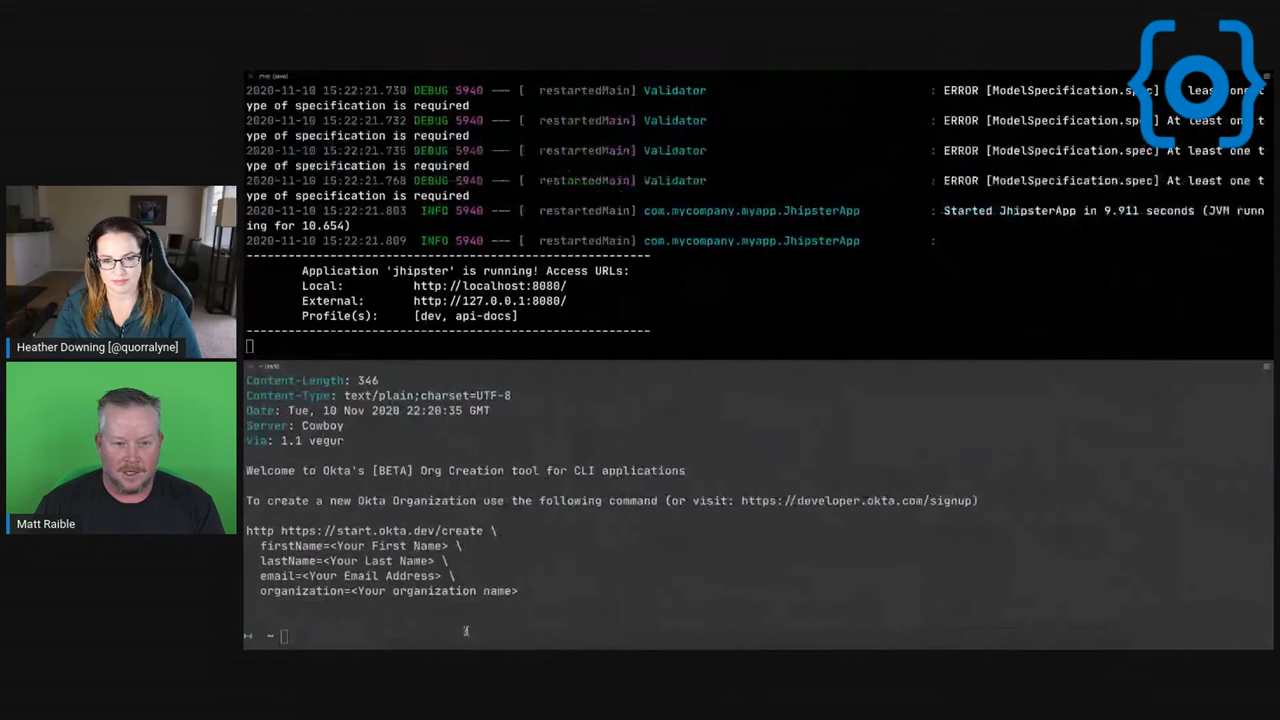 mvn (java)
2020-11-10 15:22:21.730 DEBUG 5940 --- [  restartedMain] Validator : ERROR [ModelSpecification.spec] At least one t
ype of specification is required
2020-11-10 15:22:21.732 DEBUG 5940 --- [  restartedMain] Validator : ERROR [ModelSpecification.spec] At least one t
ype of specification is required
2020-11-10 15:22:21.735 DEBUG 5940 --- [  restartedMain] Validator : ERROR [ModelSpecification.spec] At least one t
ype of specification is required
2020-11-10 15:22:21.768 DEBUG 5940 --- [  restartedMain] Validator : ERROR [ModelSpecification.spec] At least one t
ype of specification is required
2020-11-10 15:22:21.803 INFO 5940 --- [  restartedMain] com.mycompany.myapp.JhipsterApp : Started JhipsterApp in 9.911 seconds (JVM runn
ing for 10.654)
2020-11-10 15:22:21.809 INFO 5940 --- [  restartedMain] com.mycompany.myapp.JhipsterApp :
----------------------------------------------------------
Application 'jhipster' is running! Access URLs:
Local: http://localhost:8080/
External: http://127.0.0.1:8080/
Profile(s): [dev, api-docs]
----------------------------------------------------------
Heather Downing [@quorralyne]
Matt Raible
Content-Length: 346
Content-Type: text/plain;charset=UTF-8
Date: Tue, 10 Nov 2020 22:20:35 GMT
Server: Cowboy
Via: 1.1 vegur
Welcome to Okta's [BETA] Org Creation tool for CLI applications
To create a new Okta Organization use the following command (or visit: https://developer.okta.com/signup)
http https://start.okta.dev/create \
firstName=<Your First Name> \
lastName=<Your Last Name> \
email=<Your Email Address> \
organization=<Your organization name>
~